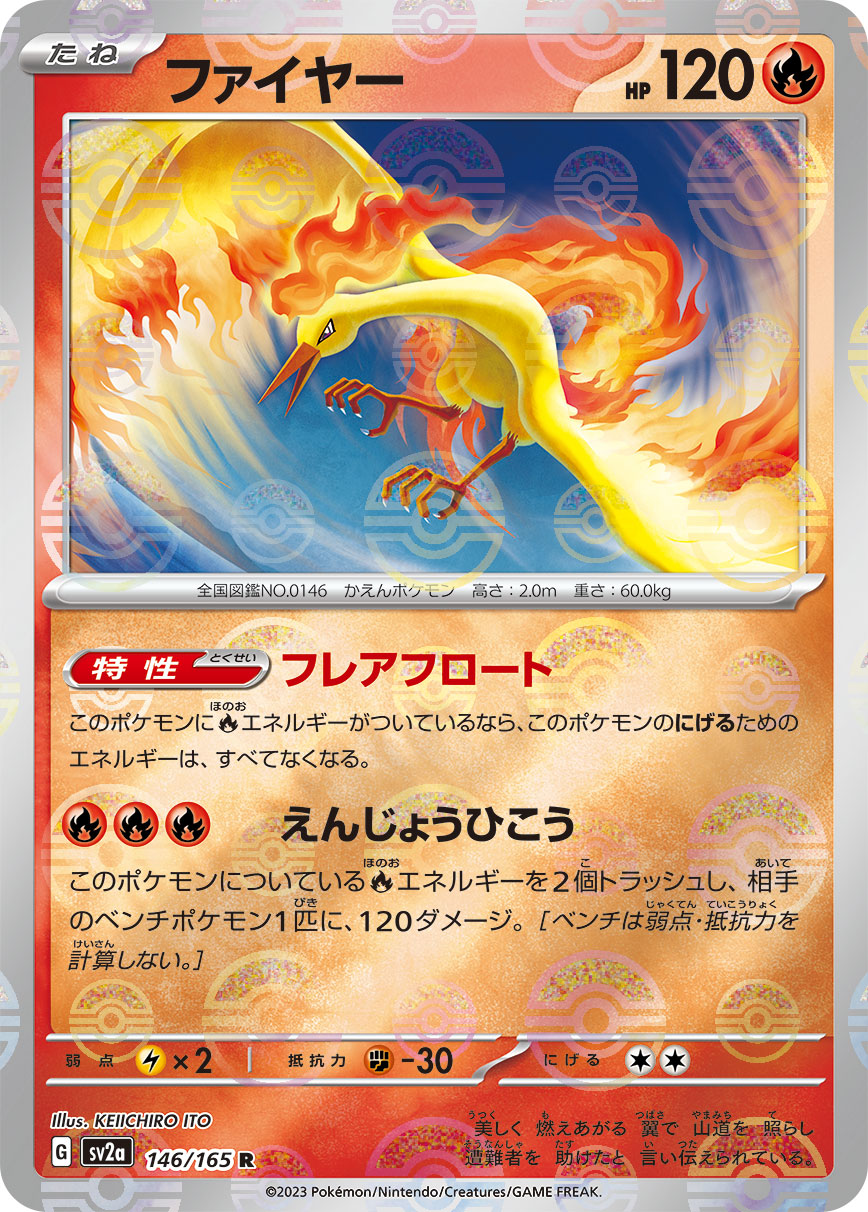 たね
ファイヤー
HP 120
全国図鑑NO.0146 かえんポケモン 高さ：2.0m 重さ：60.0kg
特性 とくせい フレアフロート
ほのお
このポケモンにエネルギーがついているなら、このポケモンのにげるための
エネルギーは、すべてなくなる。
えんじょうひこう
ほのお こ あいて
このポケモンについているエネルギーを2個トラッシュし、相手
びき じゃくてん ていこうりょく
のベンチポケモン1匹に、120ダメージ。［ベンチは弱点・抵抗力を
けいさん
計算しない。］
弱点 ×2 抵抗力 -30 にげる
Illus. KEIICHIRO ITO
うつく も つばさ やまみち て
美しく 燃えあがる 翼で 山道を 照らし
そうなんしゃ たす い つた
遭難者を 助けたと 言い伝えられている。
G sv2a 146/165 R
©2023 Pokémon/Nintendo/Creatures/GAME FREAK.